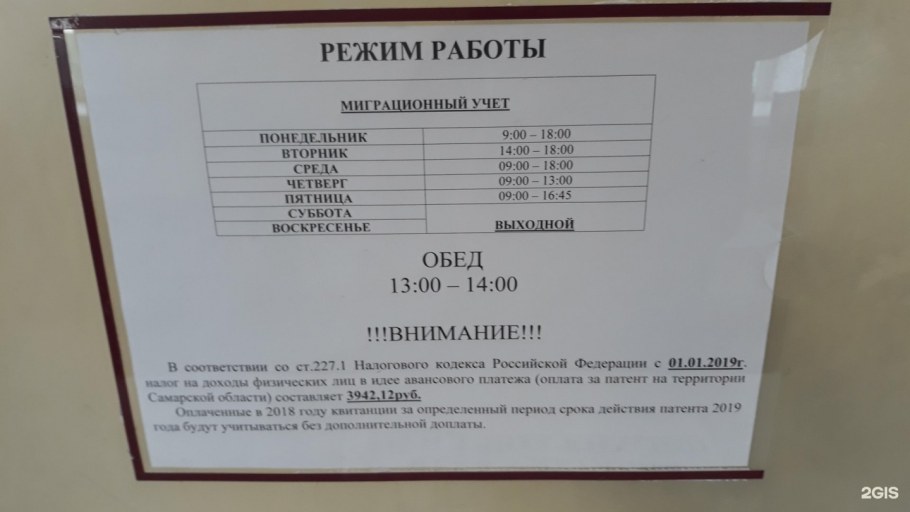 РЕЖИМ РАБОТЫ
МИГРАЦИОННЫЙ УЧЕТ
ПОНЕДЕЛЬНИК 9:00 – 18:00
ВТОРНИК 14:00 – 18:00
СРЕДА 09:00 – 18:00
ЧЕТВЕРГ 09:00 – 13:00
ПЯТНИЦА 09:00 – 16:45
СУББОТА
ВОСКРЕСЕНЬЕ ВЫХОДНОЙ
ОБЕД
13:00 – 14:00
!!!ВНИМАНИЕ!!!
В соответствии со ст.227.1 Налогового кодекса Российской Федерации с 01.01.2019г.
налог на доходы физических лиц в идее авансового платежа (оплата за патент на территории
Самарской области) составляет 3942,12руб.
Оплаченные в 2018 году квитанции за определенный период срока действия патента 2019
года будут учитываться без дополнительной доплаты.
2GIS